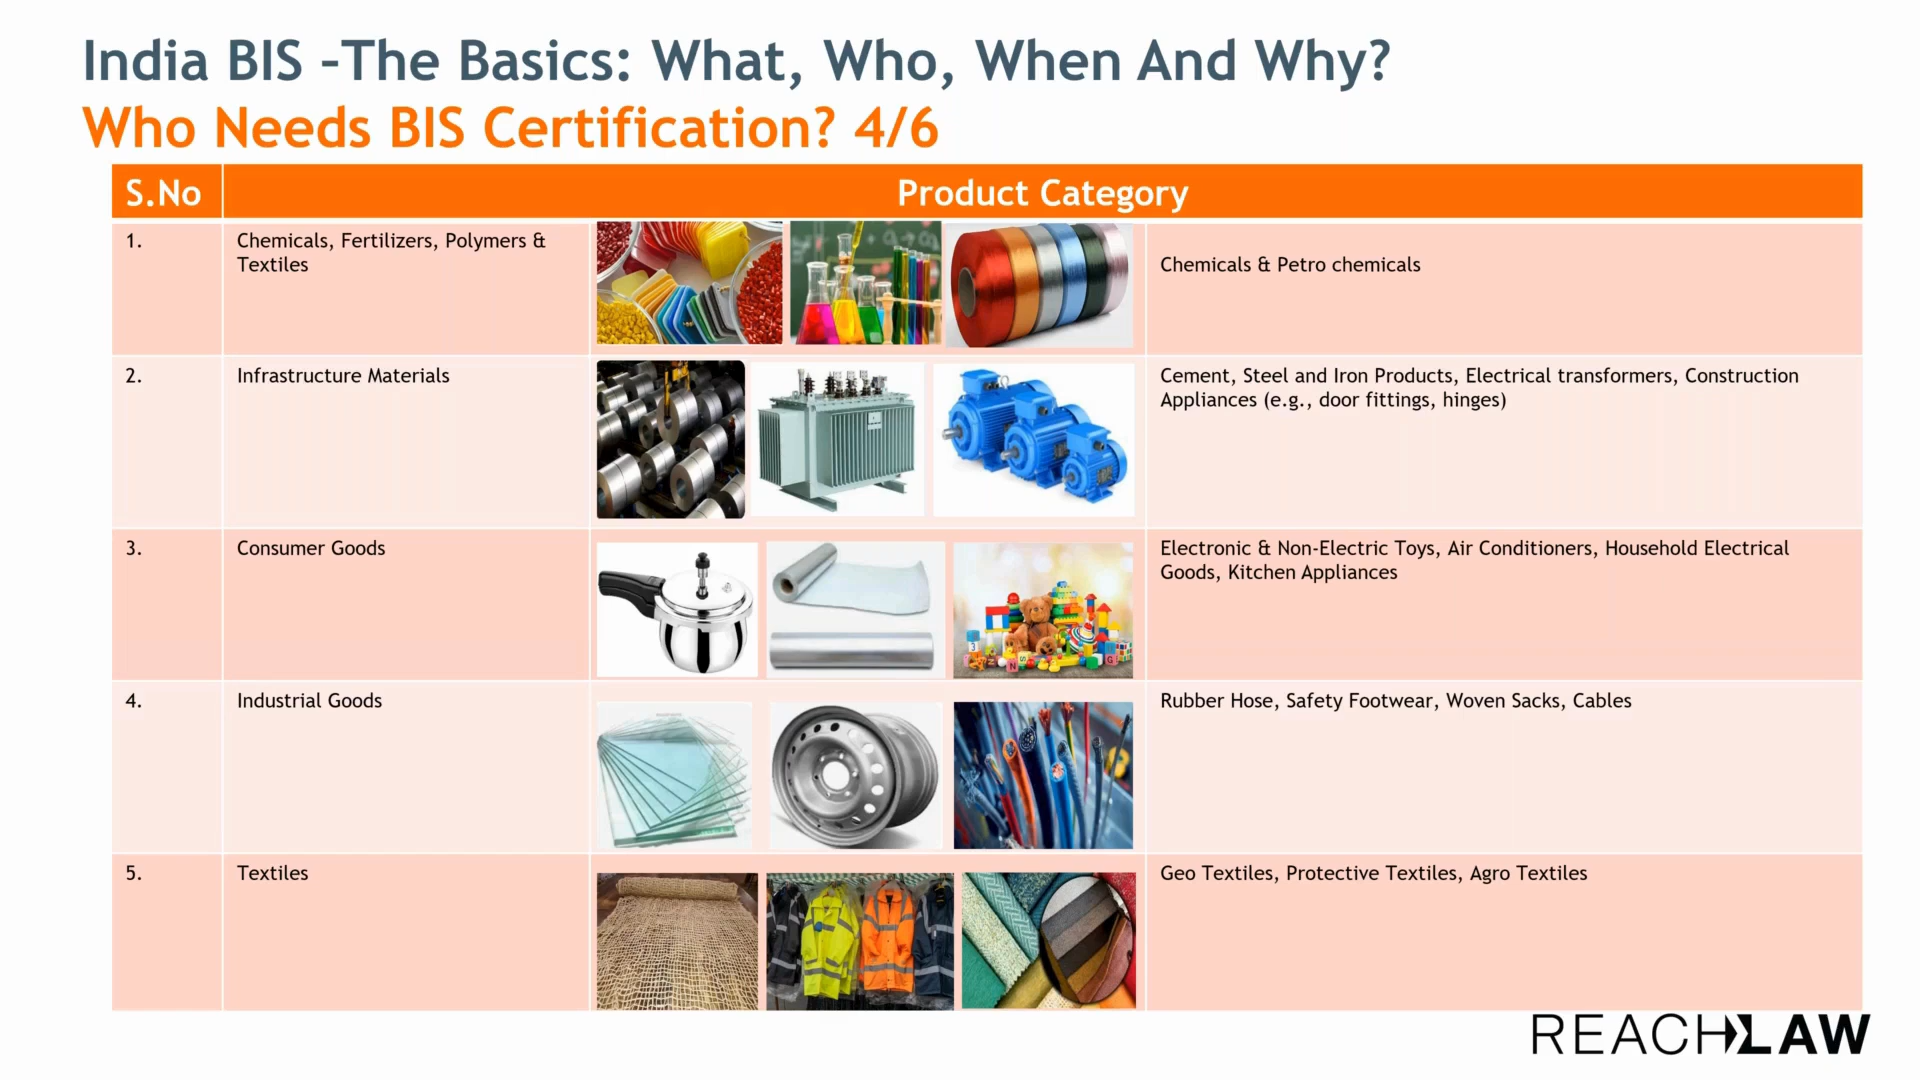 India BIS –The Basics: What, Who, When And Why?
Who Needs BIS Certification? 4/6
S.No
Product Category
1.
Chemicals, Fertilizers, Polymers &
Textiles
Chemicals & Petro chemicals
2.
Infrastructure Materials
Cement, Steel and Iron Products, Electrical transformers, Construction
Appliances (e.g., door fittings, hinges)
3.
Consumer Goods
Electronic & Non-Electric Toys, Air Conditioners, Household Electrical
Goods, Kitchen Appliances
4.
Industrial Goods
Rubber Hose, Safety Footwear, Woven Sacks, Cables
5.
Textiles
Geo Textiles, Protective Textiles, Agro Textiles
REACHLAW